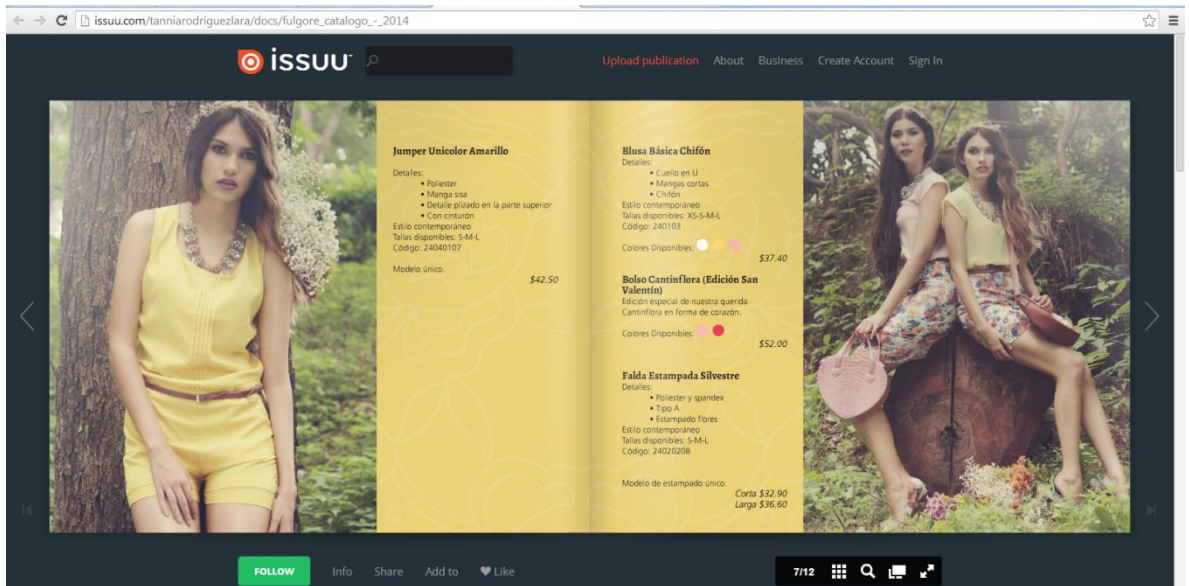 issuu.com/tanniarodriguezlara/docs/fulgore_catalogo_-_2014
issuu
Upload publication About Business Create Account Sign In
Jumper Unicolor Amarillo
Detalles:
• Poliester
• Manga sisa
• Detalle plizado en la parte superior
• Con cinturón
Estilo contemporáneo
Tallas disponibles: S-M-L
Código: 24040107
Modelo único.
$42.50
Blusa Básica Chifón
Detalles:
• Cuello en U
• Mangas cortas
• Chifón
Estilo contemporáneo
Tallas disponibles: XS-S-M-L
Código: 240103
Colores Disponibles:
$37.40
Bolso Cantinflora (Edición San
Valentín)
Edición especial de nuestra querida
Cantinflora en forma de corazón.
Colores Disponibles:
$52.00
Falda Estampada Silvestre
Detalles:
• Poliester y spandex
• Tipo A
• Estampado flores
Estilo contemporáneo
Tallas disponibles: S-M-L
Código: 24020208
Modelo de estampado único.
Corta $32.90
Larga $36.60
FOLLOW Info Share Add to Like
7/12